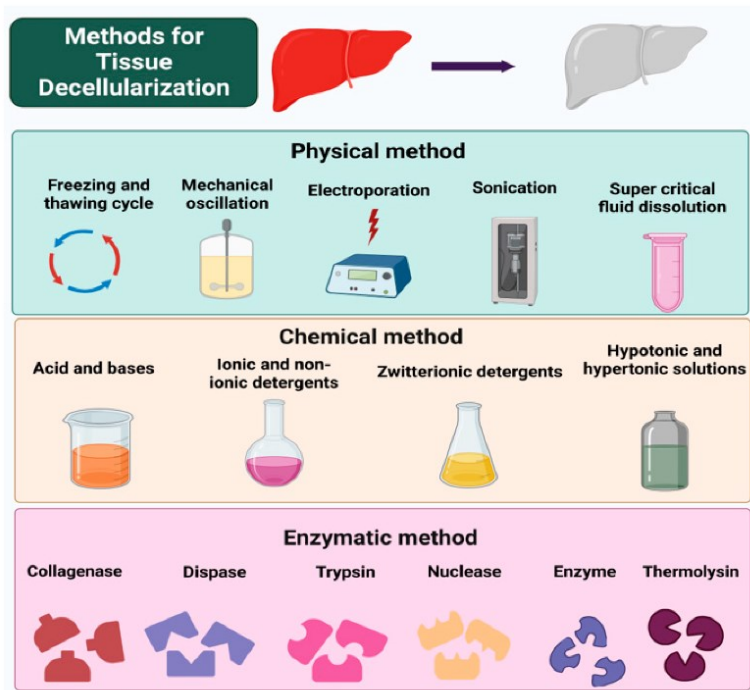 Methods for
Tissue
Decellularization
Physical method
Freezing and
thawing cycle
Mechanical
oscillation
Electroporation
Sonication
Super critical
fluid dissolution
Chemical method
Acid and bases
Ionic and non-
ionic detergents
Zwitterionic detergents
Hypotonic and
hypertonic solutions
Enzymatic method
Collagenase
Dispase
Trypsin
Nuclease
Enzyme
Thermolysin